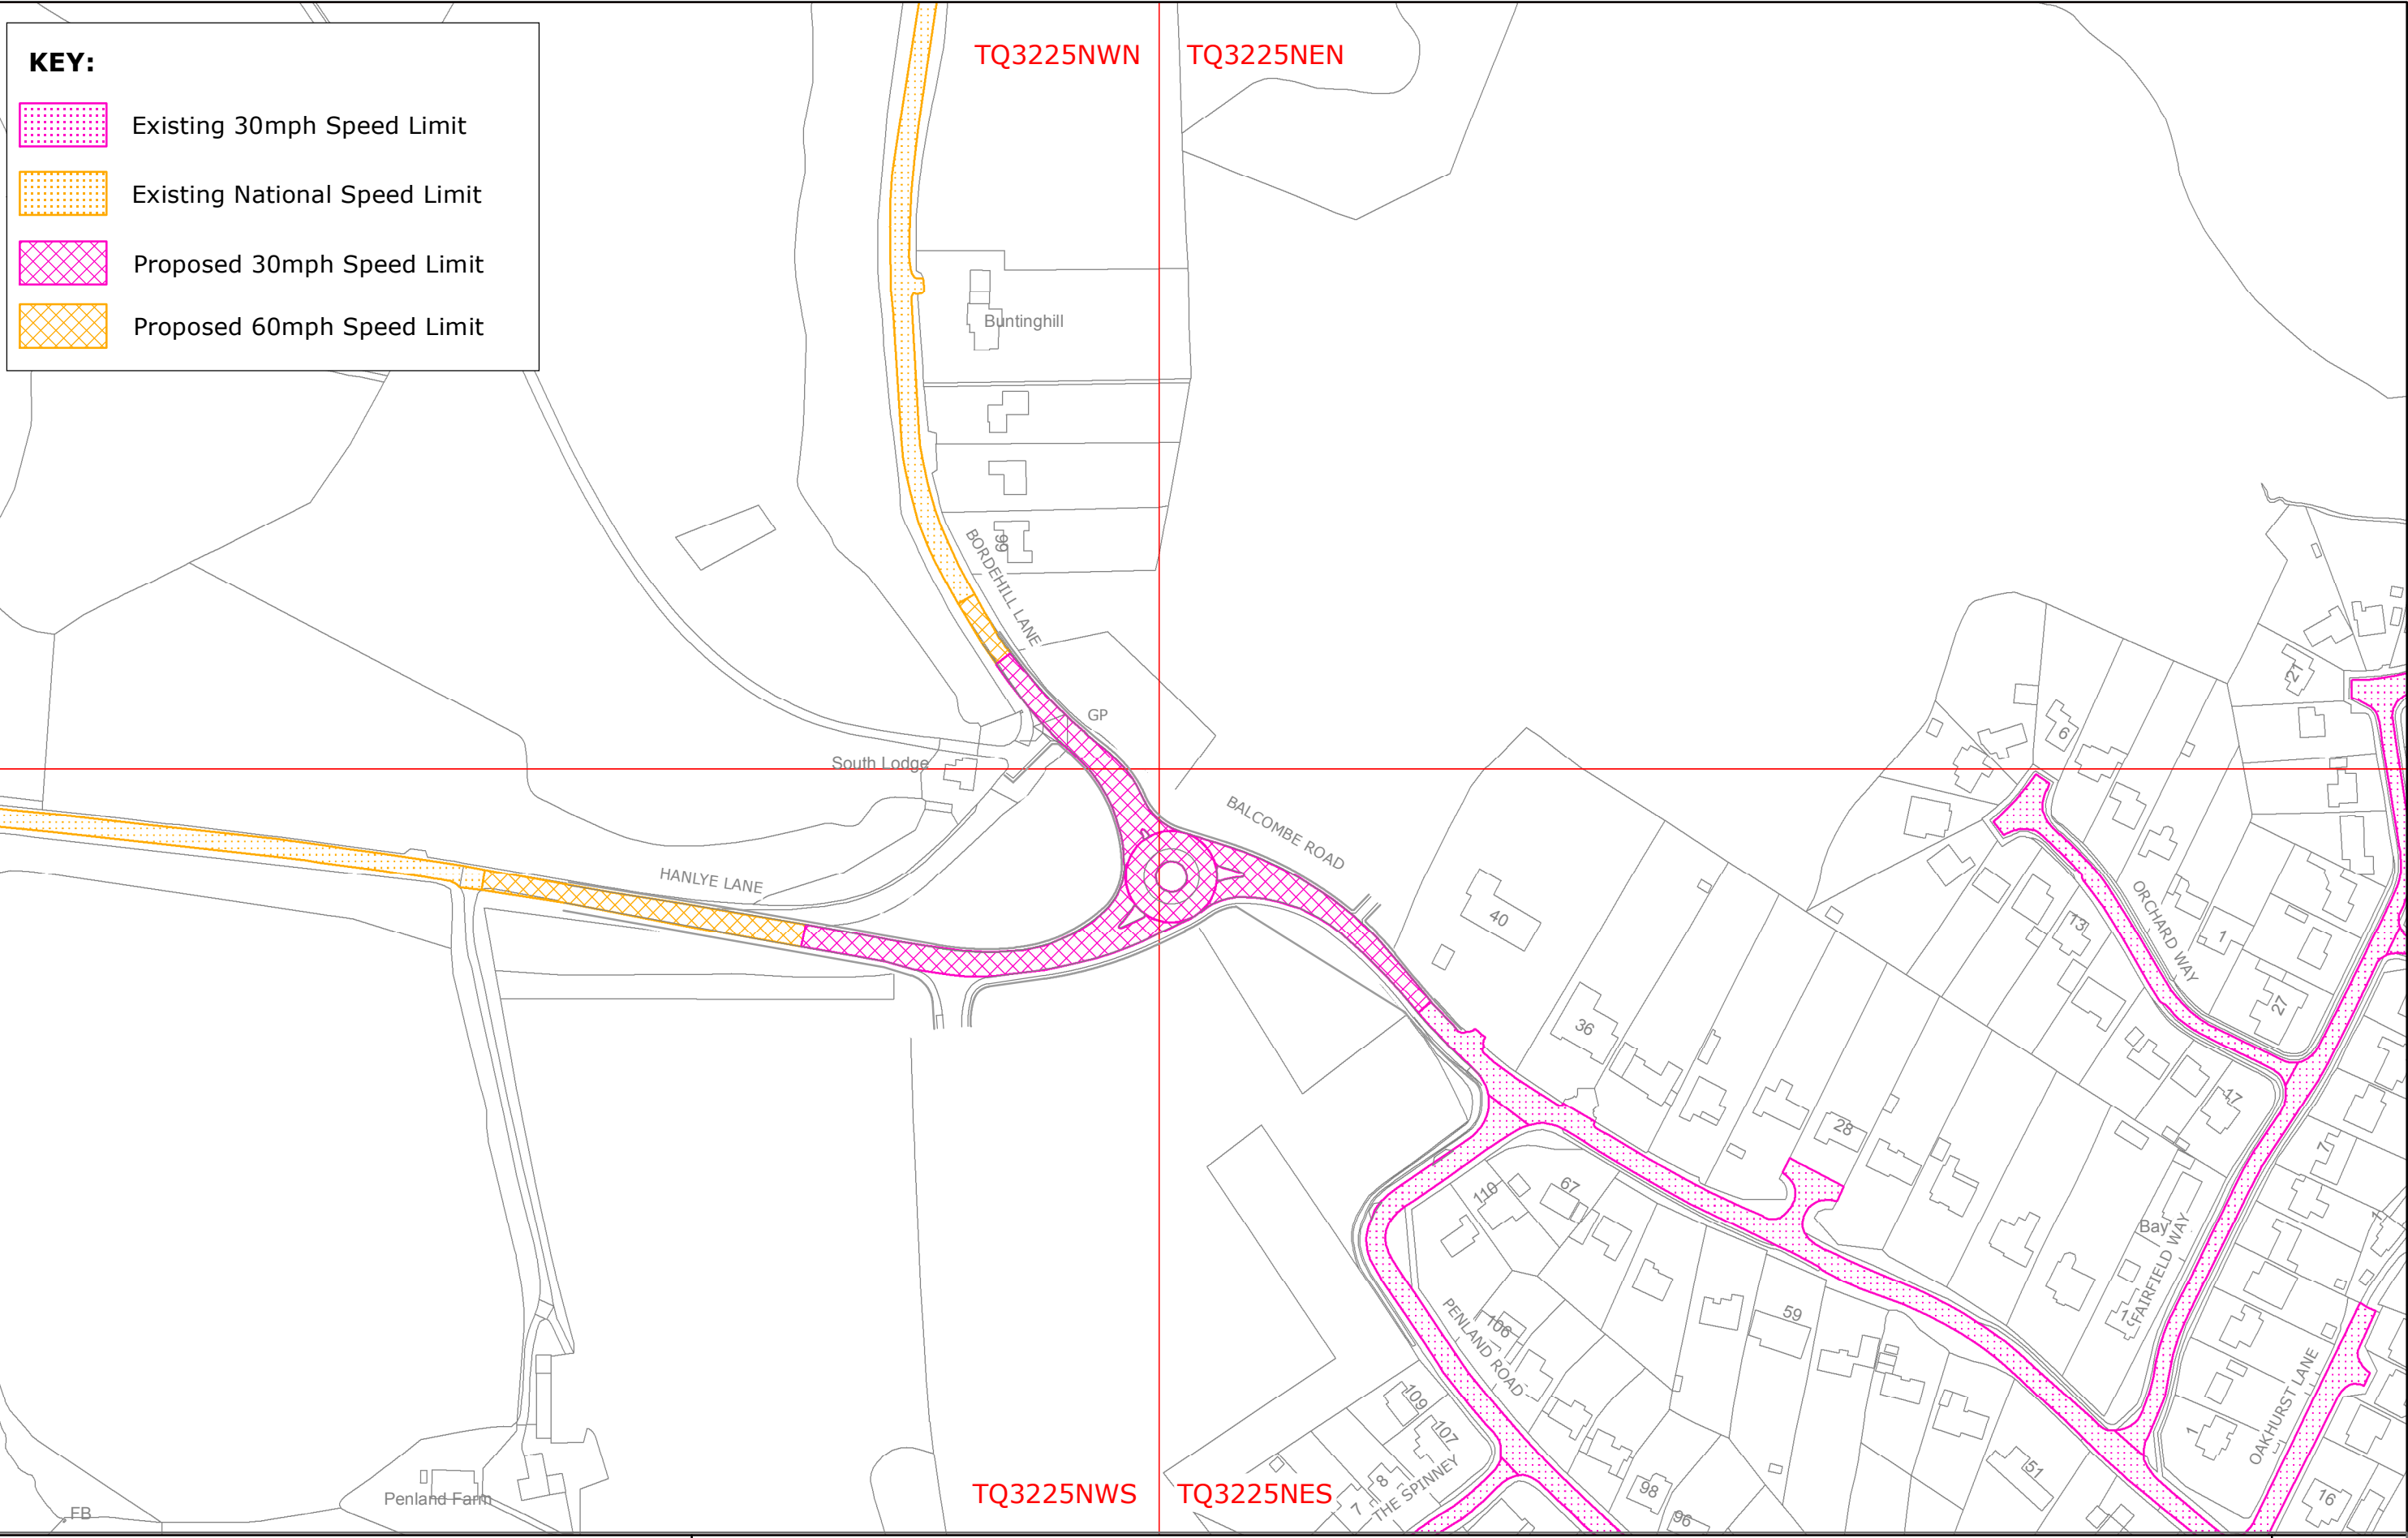 KEY:
Existing 30mph Speed Limit
Existing National Speed Limit
Proposed 30mph Speed Limit
Proposed 60mph Speed Limit
TQ3225NWN
TQ3225NEN
Buntinghill
99
BORDEHILL LANE
GP
South Lodge
HANLYE LANE
BALCOMBE ROAD
40
36
28
6
13
ORCHARD WAY
1
27
21
17
7
1
Bay
FAIRFIELD WAY
110
67
59
106
PENLAND ROAD
109
107
8
7
THE SPINNEY
98
96
51
1
OAKHURST LANE
16
Penland Farm
FB
TQ3225NWS
TQ3225NES